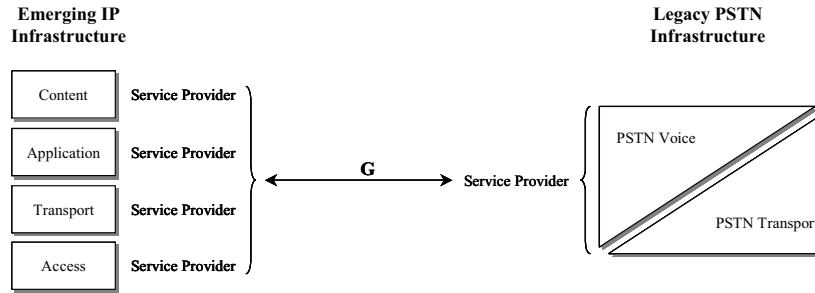 Emerging IP
Infrastructure
Legacy PSTN
Infrastructure
Content
Service Provider
Application
Service Provider
Transport
Service Provider
Access
Service Provider
G
Service Provider
PSTN Voice
PSTN Transport